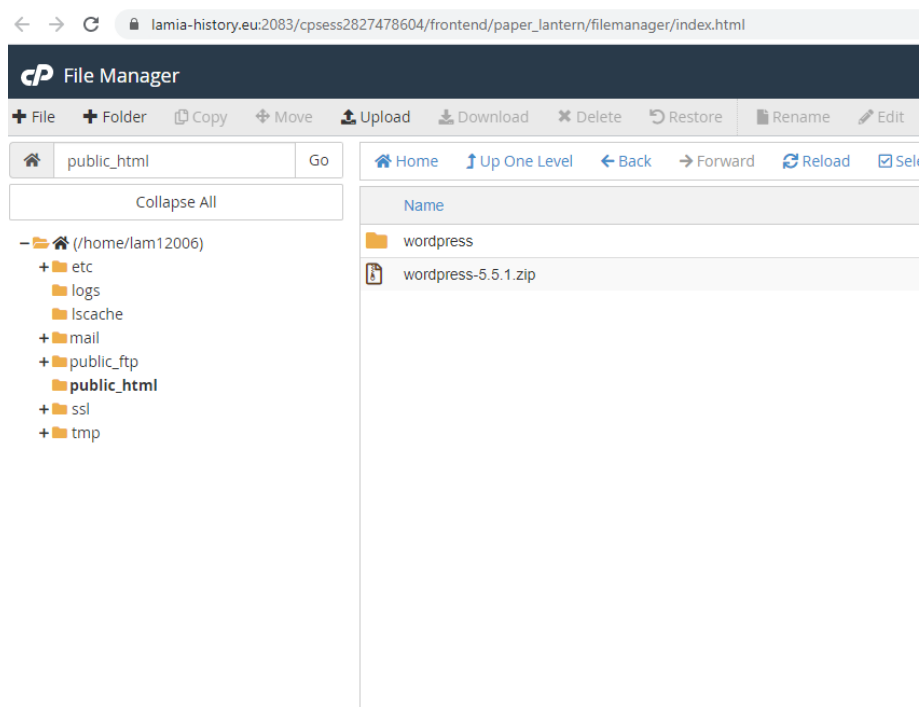 lamia-history.eu:2083/cpsess2827478604/frontend/paper_lantern/filemanager/index.html
cP File Manager
File Folder Copy Move Upload Download Delete Restore Rename Edit
public_html Go Home Up One Level Back Forward Reload Sele
Collapse All Name
(/home/lam12006) wordpress
etc wordpress-5.5.1.zip
logs
lscache
mail
public_ftp
public_html
ssl
tmp